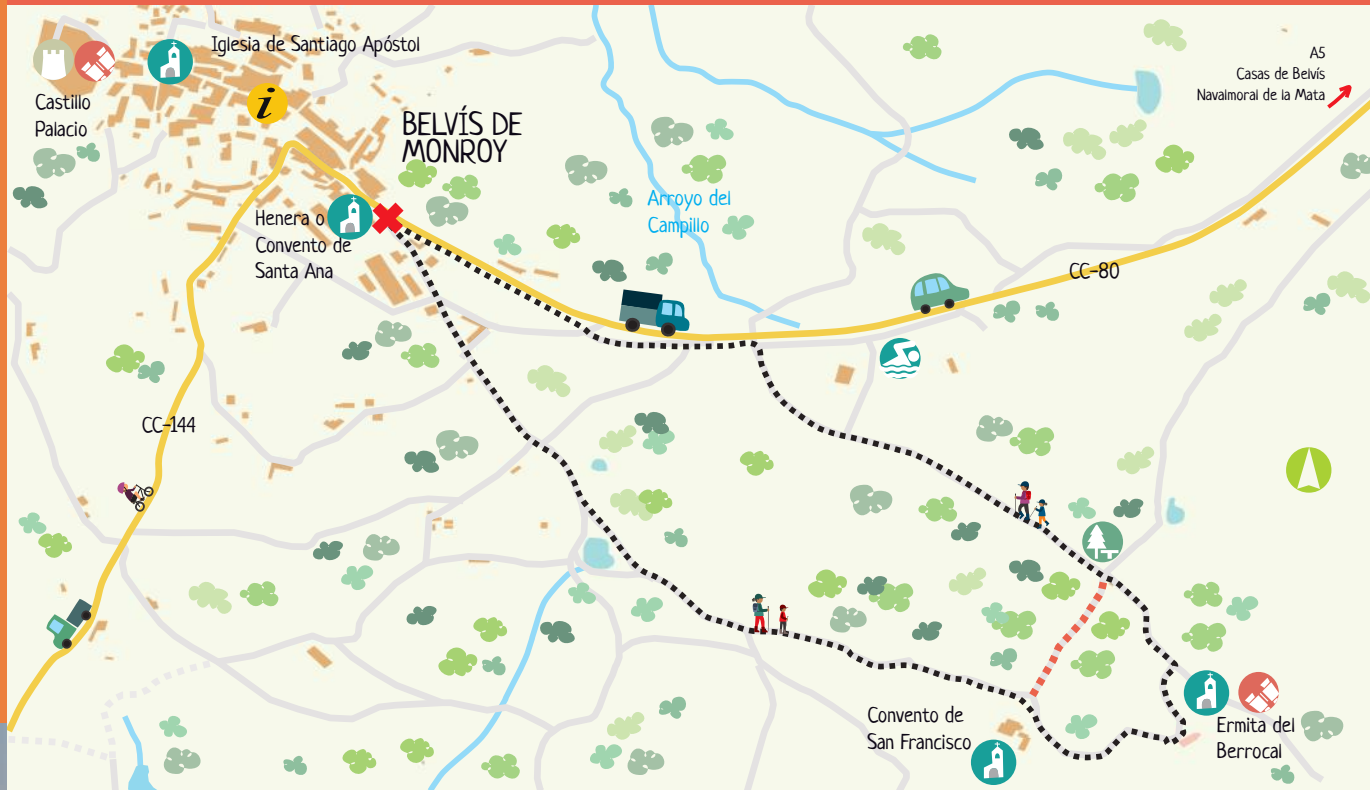 Iglesia de Santiago Apóstol
Castillo
Palacio
i
BELVÍS DE
MONROY
A5
Casas de Belvís
Navalmoral de la Mata
Henera o
Convento de
Santa Ana
Arroyo del
Campillo
CC-80
CC-144
Convento de
San Francisco
Ermita del
Berrocal